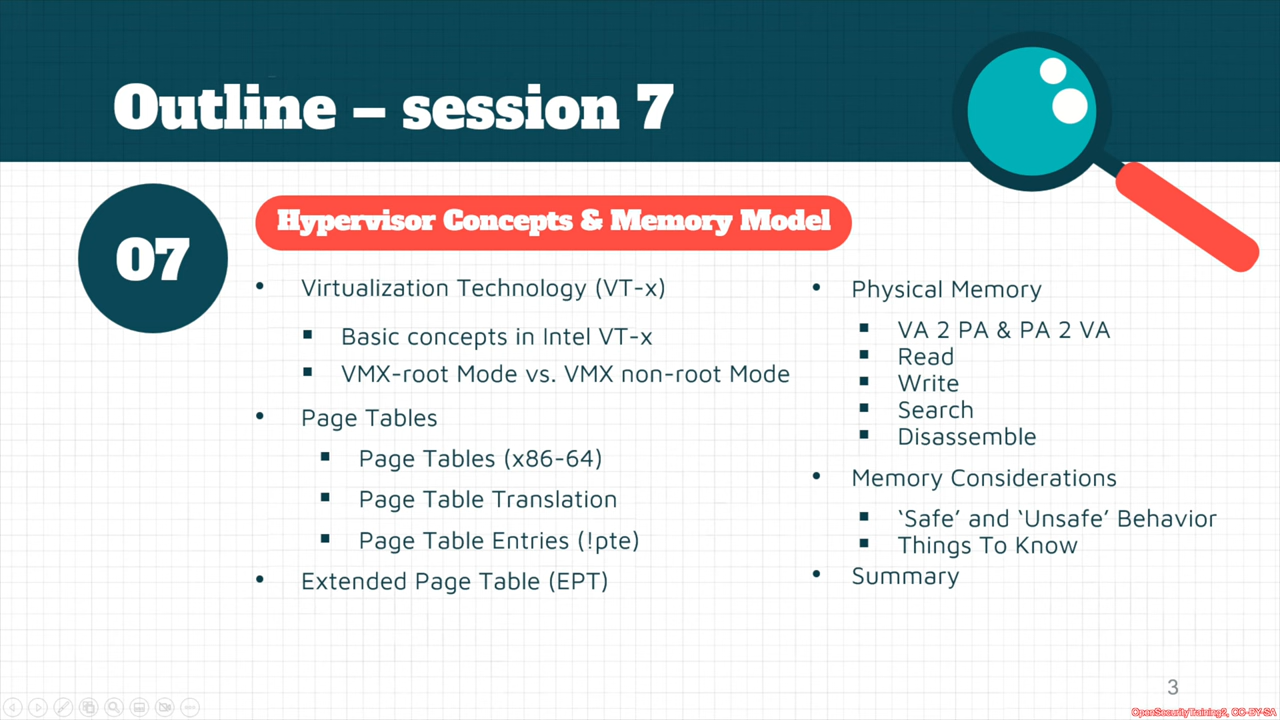 Outline – session 7
07
Hypervisor Concepts & Memory Model
Virtualization Technology (VT-x)
Basic concepts in Intel VT-x
VMX-root Mode vs. VMX non-root Mode
Page Tables
Page Tables (x86-64)
Page Table Translation
Page Table Entries (!pte)
Extended Page Table (EPT)
Physical Memory
VA 2 PA & PA 2 VA
Read
Write
Search
Disassemble
Memory Considerations
‘Safe’ and ‘Unsafe’ Behavior
Things To Know
Summary
3
OpenSecurityTraining2, CC-BY-SA